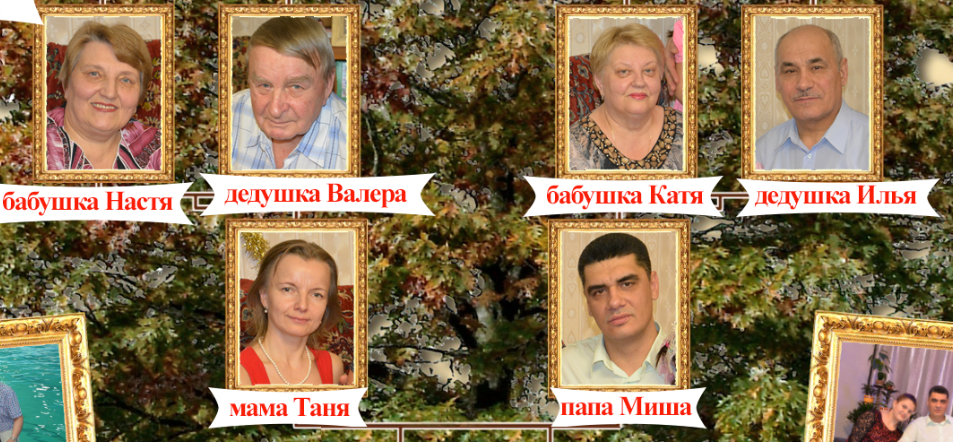 бабушка Настя
дедушка Валера
бабушка Катя
дедушка Илья
мама Таня
папа Миша